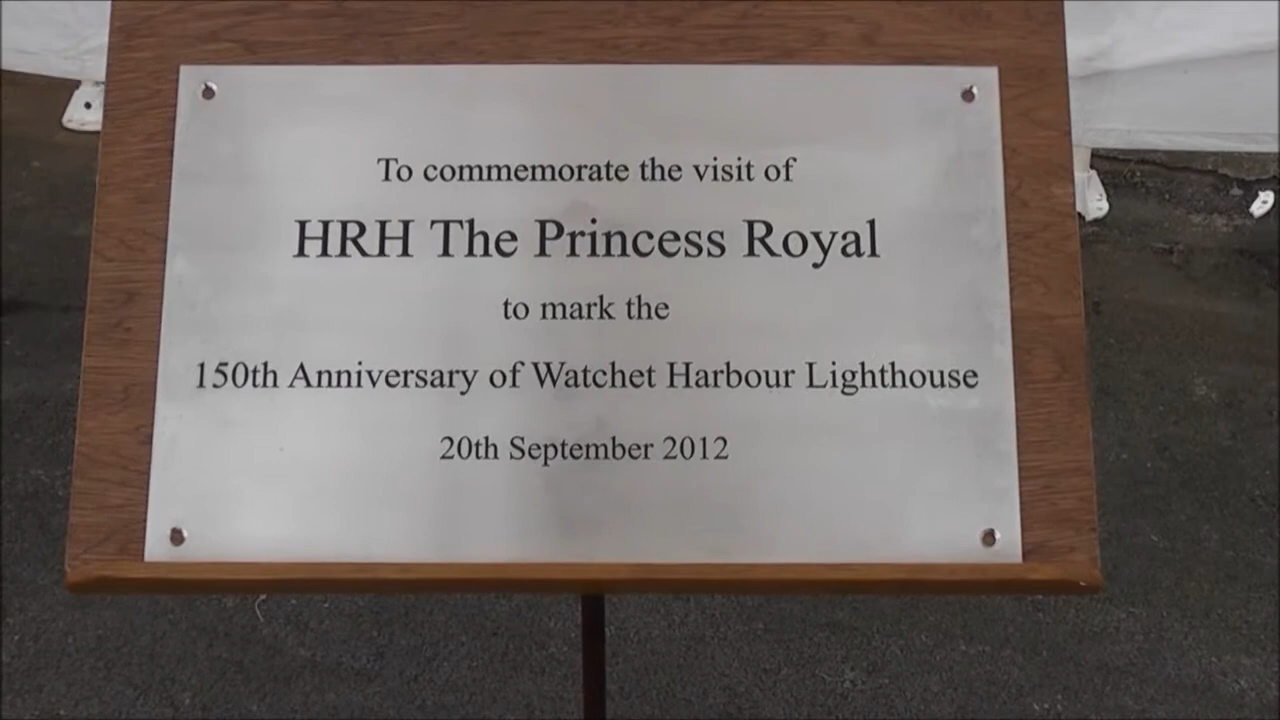 To commemorate the visit of
HRH The Princess Royal
to mark the
150th Anniversary of Watchet Harbour Lighthouse
20th September 2012